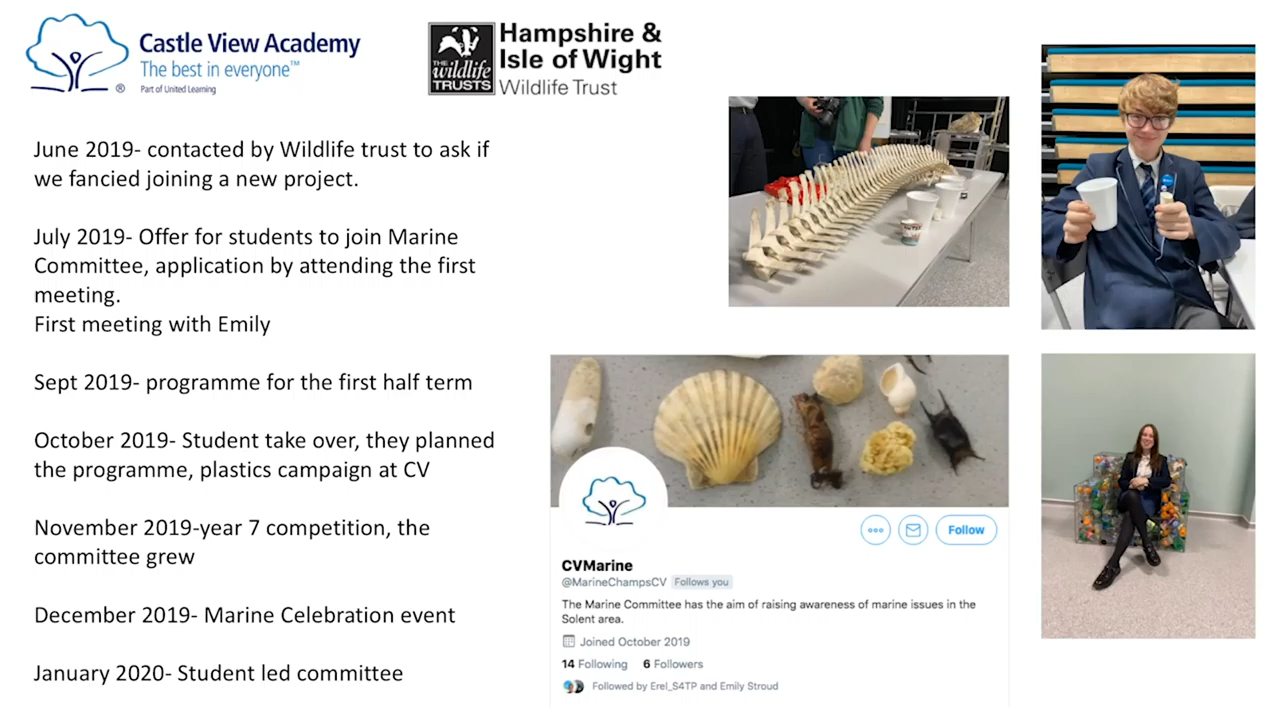 Castle View Academy
The best in everyone™
Part of United Learning
®
THE
wildlife
TRUSTS
Hampshire &
Isle of Wight
Wildlife Trust
June 2019- contacted by Wildlife trust to ask if
we fancied joining a new project.
July 2019- Offer for students to join Marine
Committee, application by attending the first
meeting.
First meeting with Emily
Sept 2019- programme for the first half term
October 2019- Student take over, they planned
the programme, plastics campaign at CV
November 2019-year 7 competition, the
committee grew
December 2019- Marine Celebration event
January 2020- Student led committee
Follow
CVMarine
@MarineChampsCV Follows you
The Marine Committee has the aim of raising awareness of marine issues in the
Solent area.
Joined October 2019
14 Following 6 Followers
Followed by Erel_S4TP and Emily Stroud